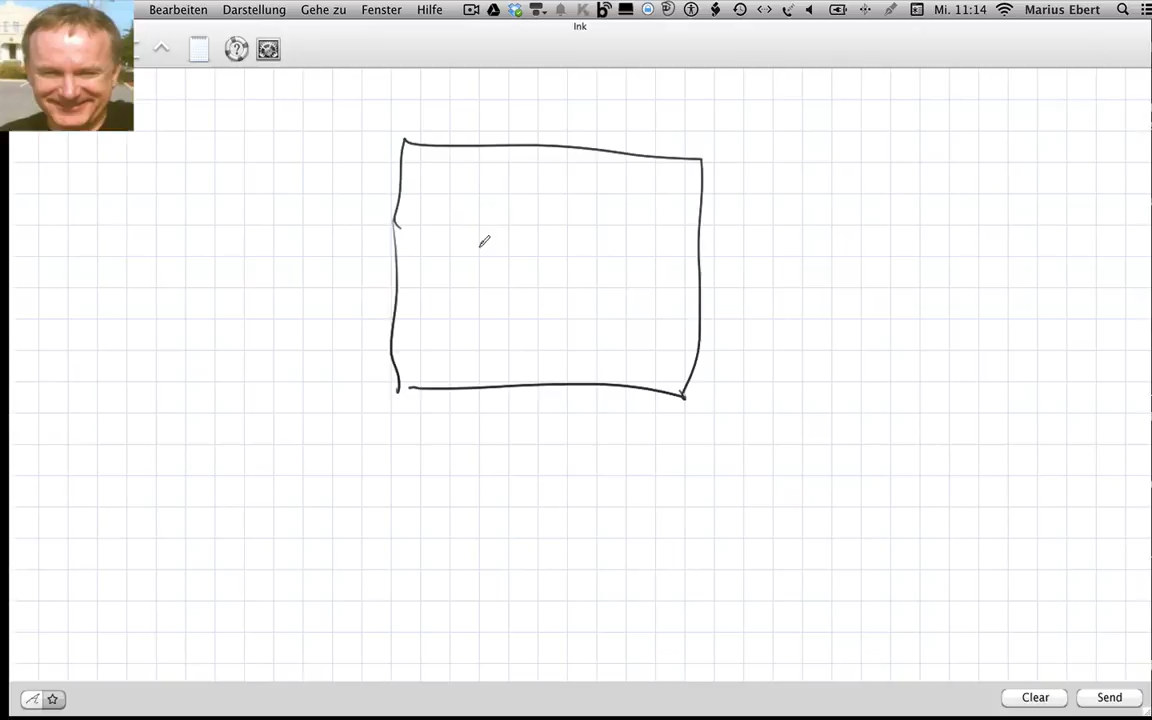 Bearbeiten Darstellung Gehe zu Fenster Hilfe Mi. 11:14 Marius Ebert
Ink
Clear Send